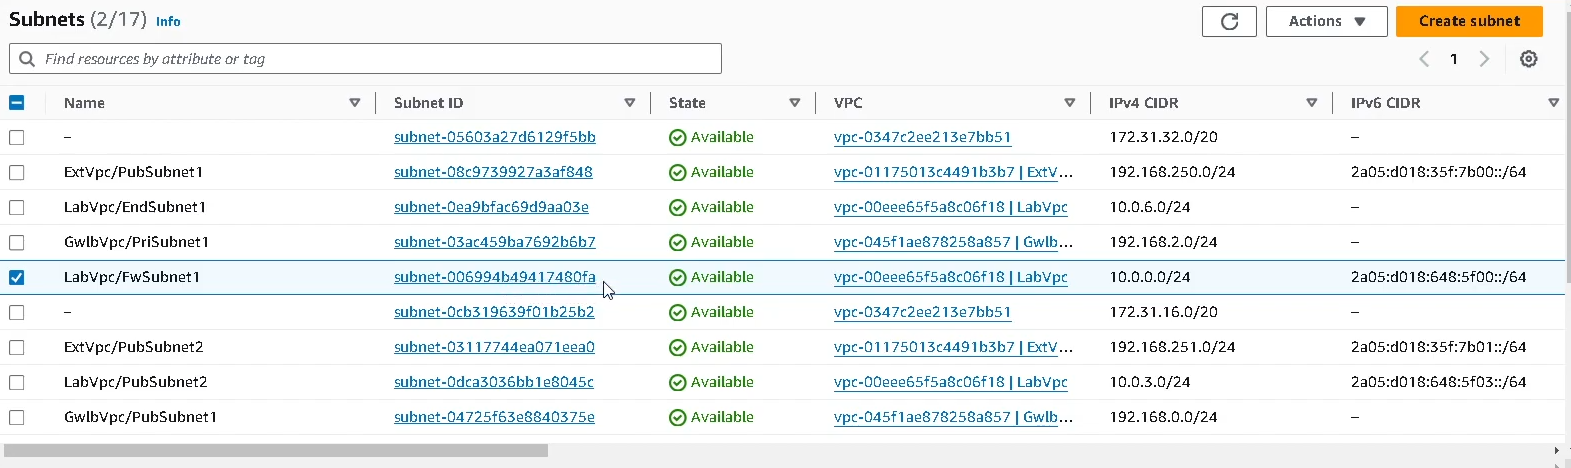 Subnets (2/17) Info
Actions
Create subnet
Find resources by attribute or tag
1
Name Subnet ID State VPC IPv4 CIDR IPv6 CIDR
– subnet-05603a27d6129f5bb Available vpc-0347c2ee213e7bb51 172.31.32.0/20 –
ExtVpc/PubSubnet1 subnet-08c9739927a3af848 Available vpc-01175013c4491b3b7 | ExtV... 192.168.250.0/24 2a05:d018:35f:7b00::/64
LabVpc/EndSubnet1 subnet-0ea9bfac69d9aa03e Available vpc-00eee65f5a8c06f18 | LabVpc 10.0.6.0/24 –
GwlbVpc/PriSubnet1 subnet-03ac459ba7692b6b7 Available vpc-045f1ae878258a857 | Gwlb... 192.168.2.0/24 –
LabVpc/FwSubnet1 subnet-006994b49417480fa Available vpc-00eee65f5a8c06f18 | LabVpc 10.0.0.0/24 2a05:d018:648:5f00::/64
– subnet-0cb319639f01b25b2 Available vpc-0347c2ee213e7bb51 172.31.16.0/20 –
ExtVpc/PubSubnet2 subnet-03117744ea071eea0 Available vpc-01175013c4491b3b7 | ExtV... 192.168.251.0/24 2a05:d018:35f:7b01::/64
LabVpc/PubSubnet2 subnet-0dca3036bb1e8045c Available vpc-00eee65f5a8c06f18 | LabVpc 10.0.3.0/24 2a05:d018:648:5f03::/64
GwlbVpc/PubSubnet1 subnet-04725f63e8840375e Available vpc-045f1ae878258a857 | Gwlb... 192.168.0.0/24 –